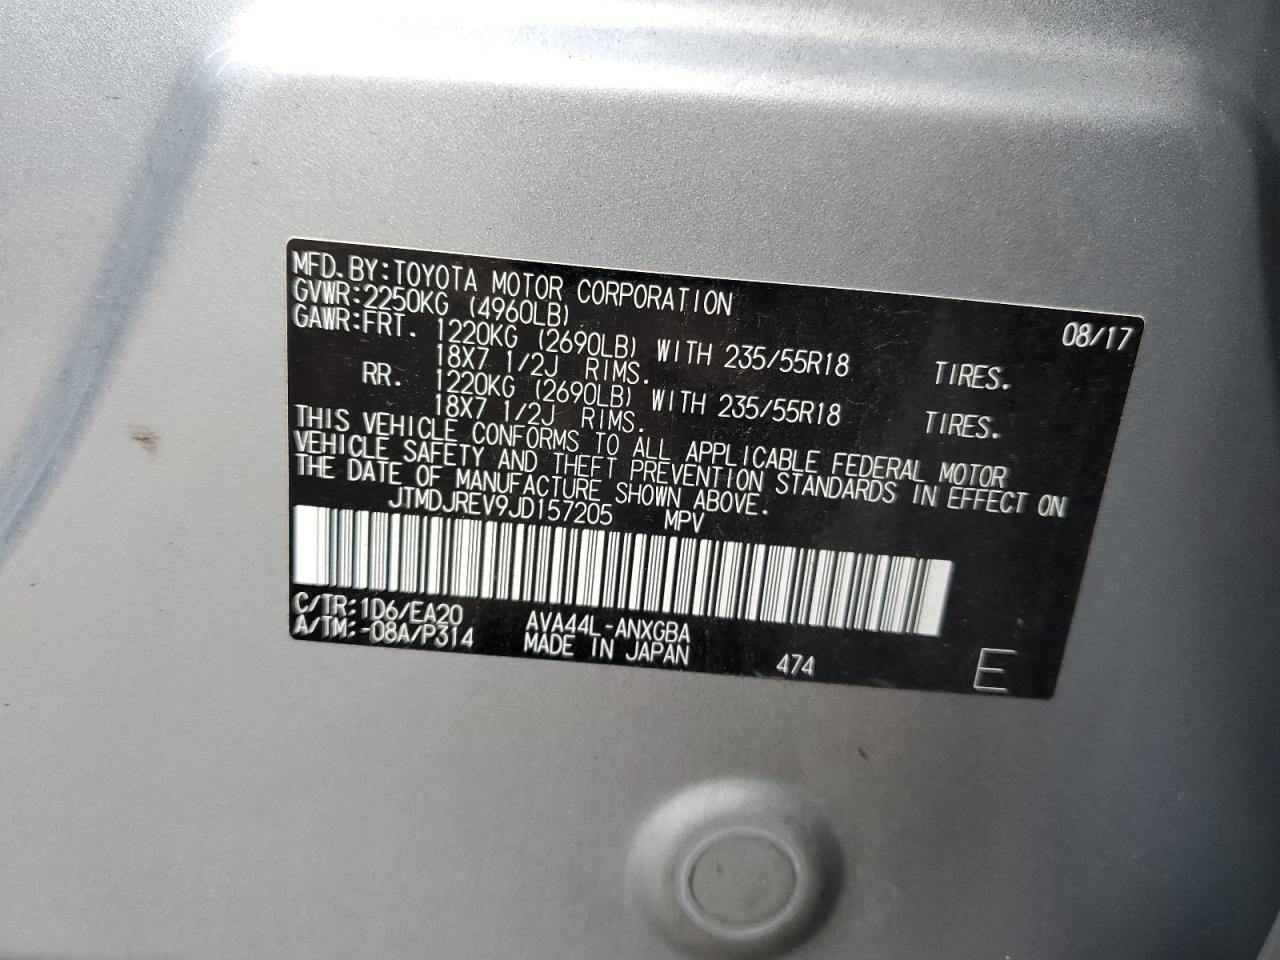 MFD. BY:TOYOTA MOTOR CORPORATION 08/17
GVWR:2250KG (4960LB)
GAWR:FRT. 1220KG (2690LB) WITH 235/55R18 TIRES.
18X7 1/2J RIMS.
RR. 1220KG (2690LB) WITH 235/55R18 TIRES.
18X7 1/2J RIMS.
THIS VEHICLE CONFORMS TO ALL APPLICABLE FEDERAL MOTOR
VEHICLE SAFETY AND THEFT PREVENTION STANDARDS IN EFFECT ON
THE DATE OF MANUFACTURE SHOWN ABOVE.
JTMDJREV9JD157205 MPV
C/TR:1D6/EA20 AVA44L-ANXGBA
A/TM:-08A/P314 MADE IN JAPAN 474 E